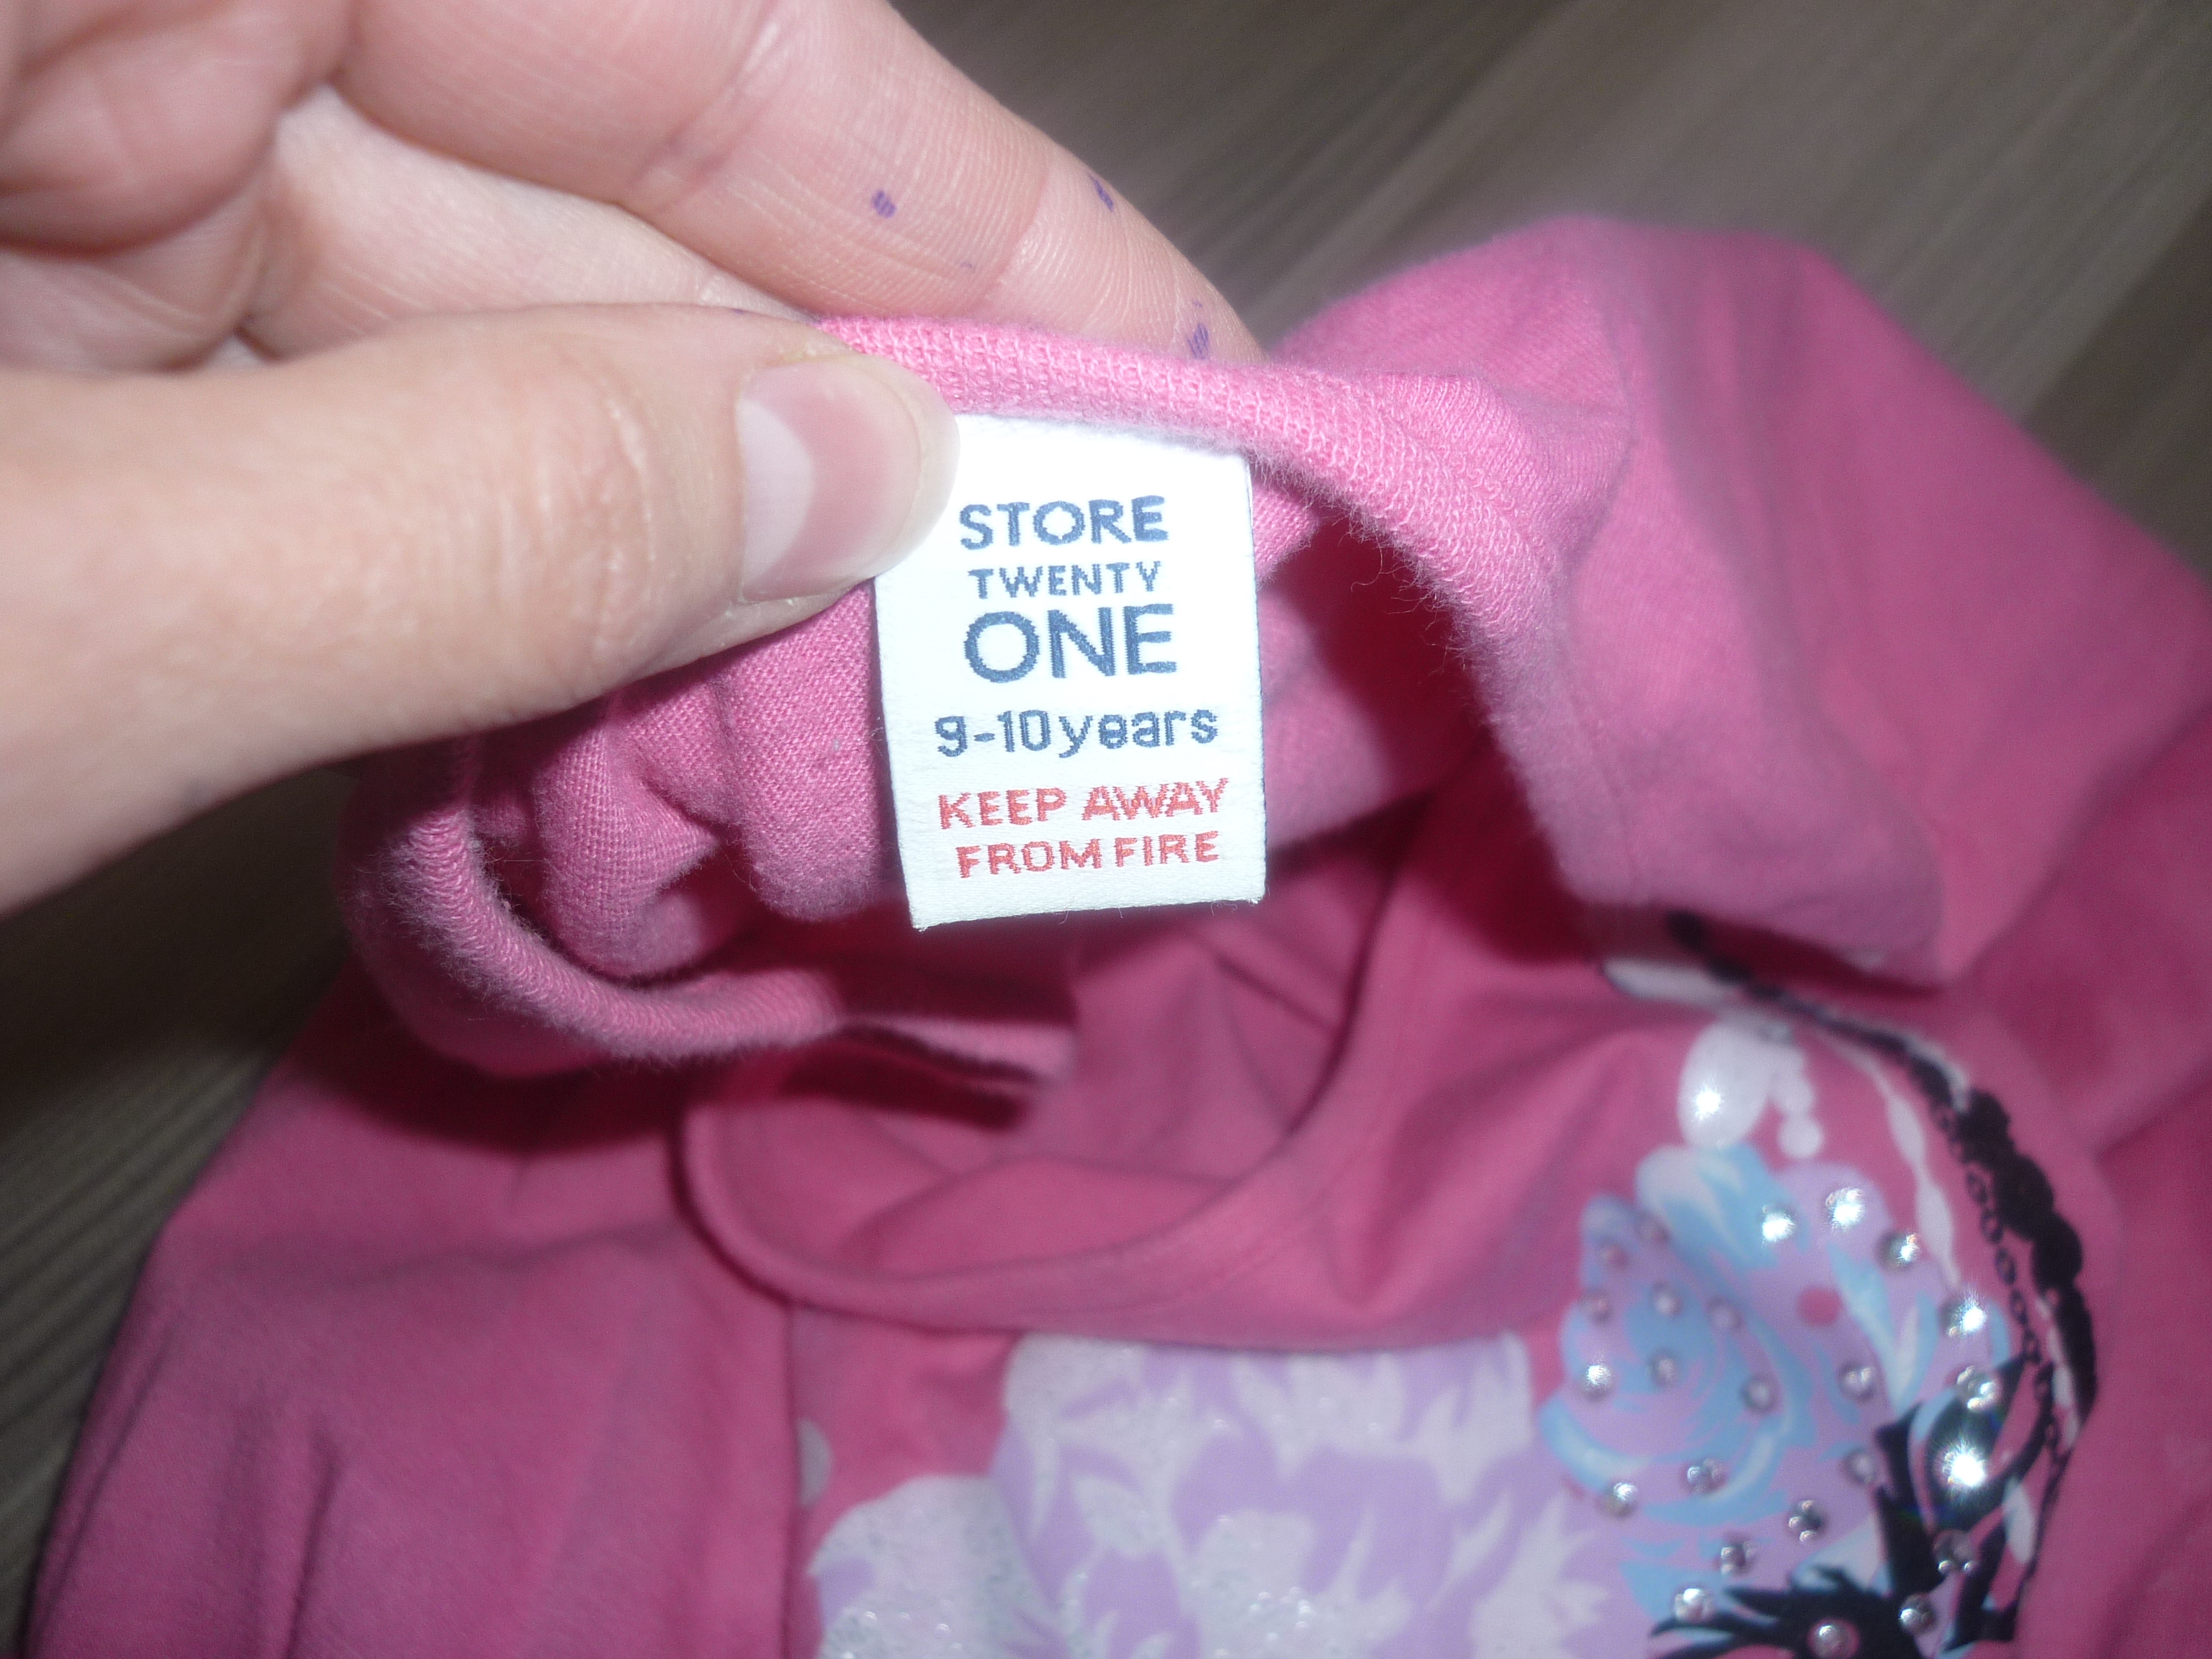 STORE
TWENTY
ONE
9-10years
KEEP AWAY
FROM FIRE